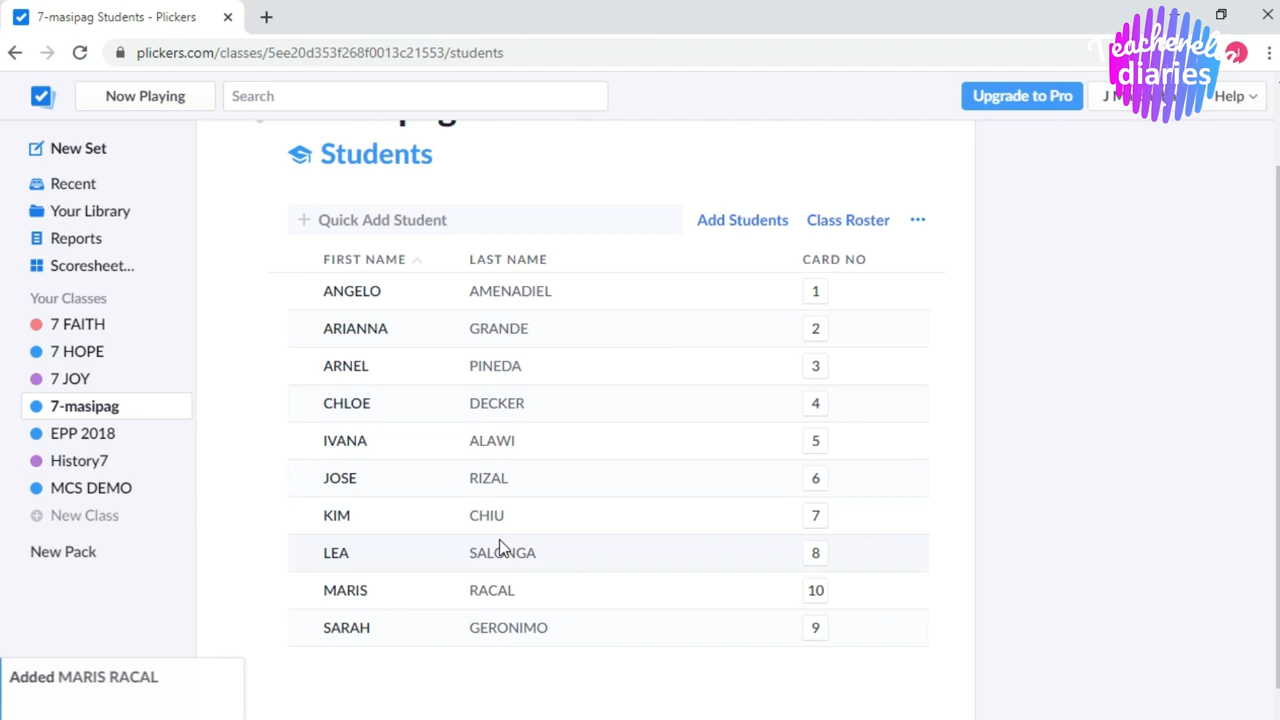 7-masipag Students - Plickers
plickers.com/classes/5ee20d353f268f0013c21553/students
Teacherella
diaries
Now Playing
Search
Upgrade to Pro
Help
New Set
Recent
Your Library
Reports
Scoresheet...
Your Classes
7 FAITH
7 HOPE
7 JOY
7-masipag
EPP 2018
History7
MCS DEMO
New Class
New Pack
Students
Quick Add Student
Add Students
Class Roster
FIRST NAME LAST NAME CARD NO
ANGELO AMENADIEL 1
ARIANNA GRANDE 2
ARNEL PINEDA 3
CHLOE DECKER 4
IVANA ALAWI 5
JOSE RIZAL 6
KIM CHIU 7
LEA SALONGA 8
MARIS RACAL 10
SARAH GERONIMO 9
Added MARIS RACAL